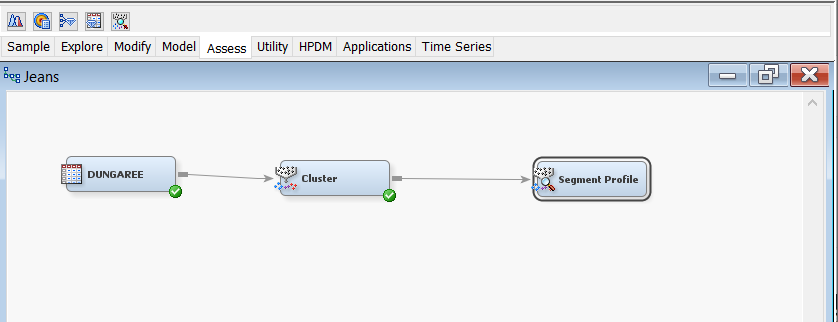 Sample Explore Modify Model Assess Utility HPDM Applications Time Series
Jeans
DUNGAREE
Cluster
Segment Profile